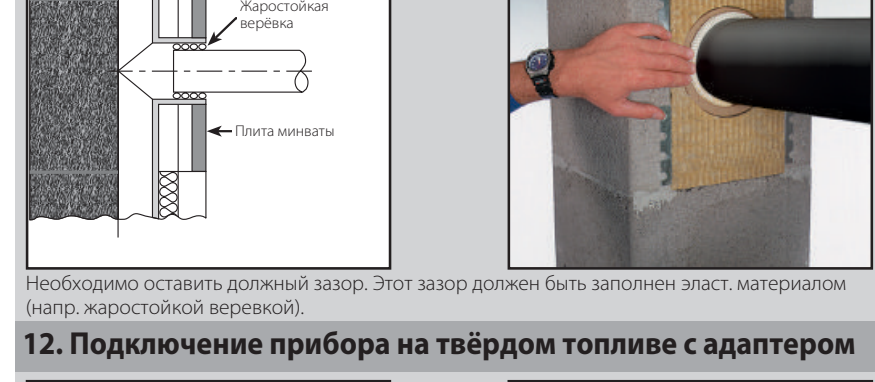 Жаростойкая
верёвка
Плита минваты
Необходимо оставить должный зазор. Этот зазор должен быть заполнен эласт. материалом
(напр. жаростойкой веревкой).
12. Подключение прибора на твёрдом топливе с адаптером